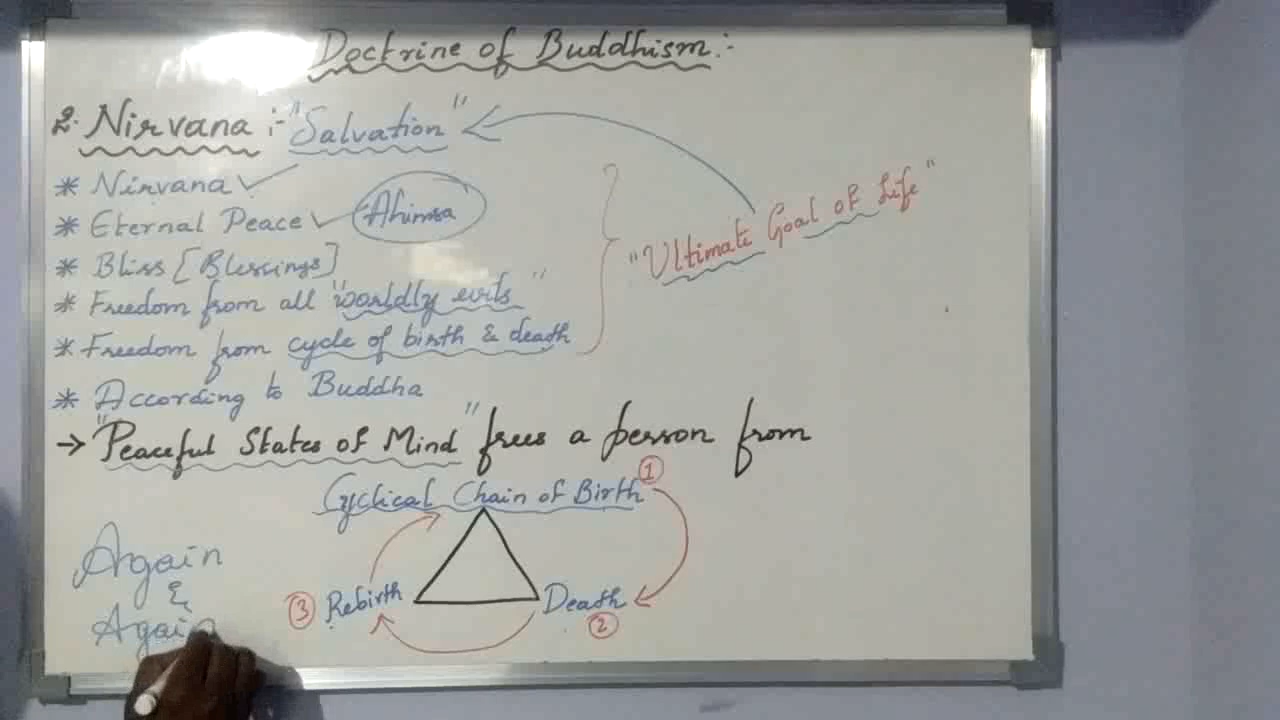 Doctrine of Buddhism:-
2. Nirvana :- "Salvation"
* Nirvana ✓
* Eternal Peace ✓ Ahimsa
* Bliss [Blessings]
* Freedom from all "worldly evils"
* Freedom from cycle of birth & death
"Ultimate Goal of Life"
* According to Buddha
→ "Peaceful States of Mind" frees a person from
Cyclical Chain of Birth 1
3 Rebirth
Death
2
Again
&
Again